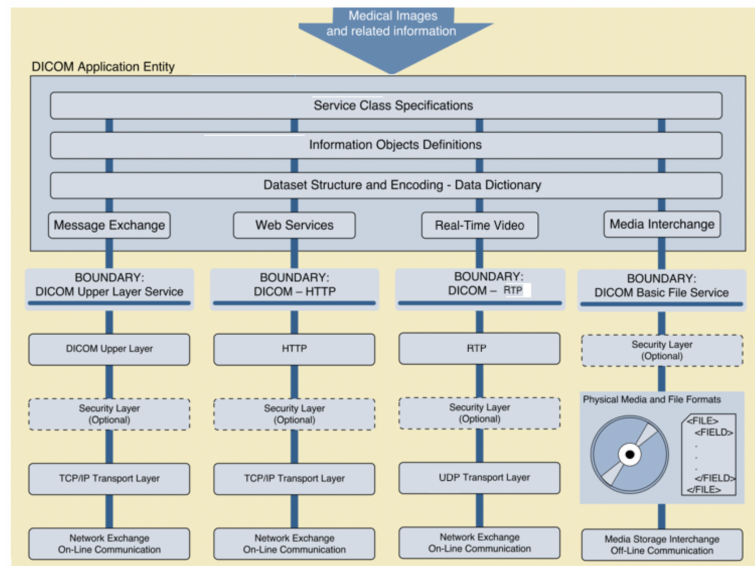 Medical Images
and related information
DICOM Application Entity
Service Class Specifications
Information Objects Definitions
Dataset Structure and Encoding - Data Dictionary
Message Exchange
Web Services
Real-Time Video
Media Interchange
BOUNDARY:
DICOM Upper Layer Service
BOUNDARY:
DICOM – HTTP
BOUNDARY:
DICOM – RTP
BOUNDARY:
DICOM Basic File Service
DICOM Upper Layer
HTTP
RTP
Security Layer
(Optional)
Security Layer
(Optional)
Security Layer
(Optional)
Security Layer
(Optional)
Physical Media and File Formats
<FILE>
<FIELD>
.
.
.
</FIELD>
</FILE>
TCP/IP Transport Layer
TCP/IP Transport Layer
UDP Transport Layer
Network Exchange
On-Line Communication
Network Exchange
On-Line Communication
Network Exchange
On-Line Communication
Media Storage Interchange
Off-Line Communication